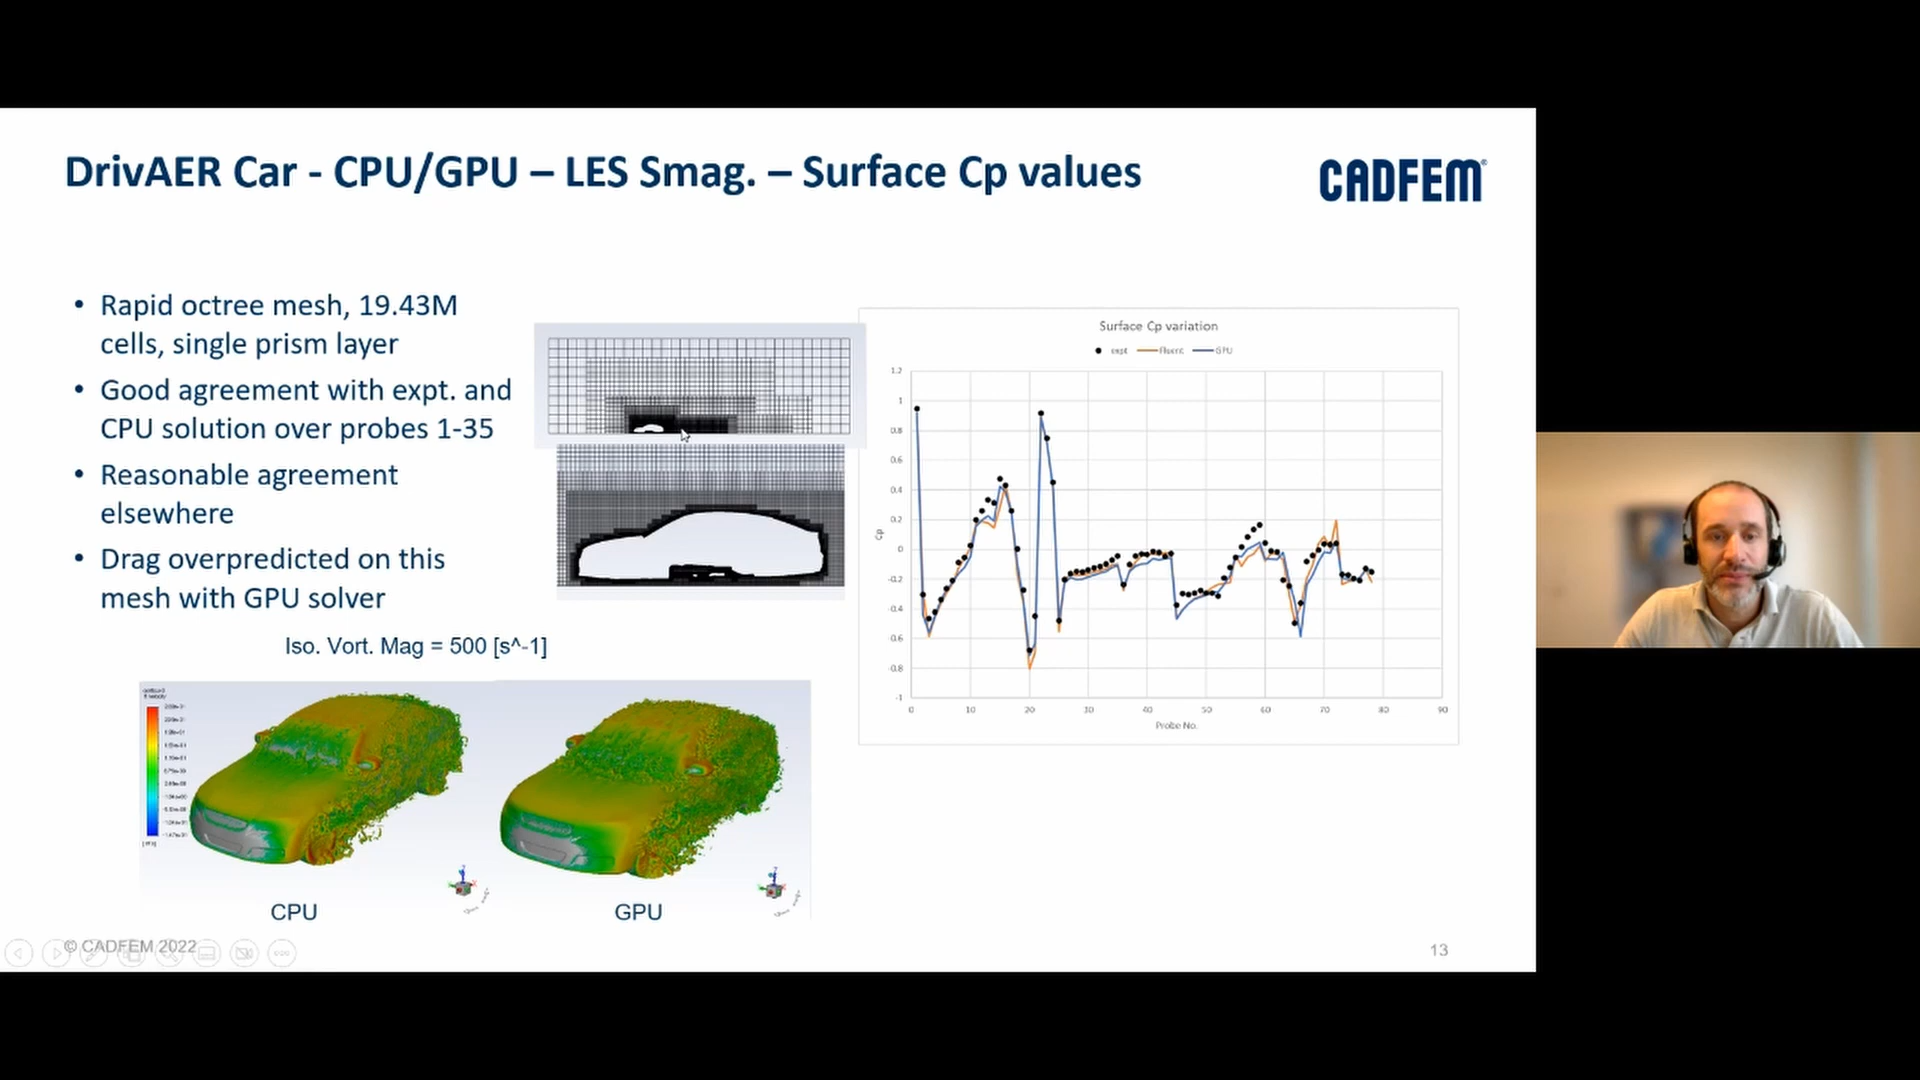 DrivAER Car - CPU/GPU – LES Smag. – Surface Cp values
CADFEM
• Rapid octree mesh, 19.43M
cells, single prism layer
• Good agreement with expt. and
CPU solution over probes 1-35
• Reasonable agreement
elsewhere
• Drag overpredicted on this
mesh with GPU solver
Surface Cp variation
expt Fluent GPU
1.2
1
0.8
0.6
0.4
0.2
0
-0.2
-0.4
-0.6
-0.8
-1
Cp
0 10 20 30 40 50 60 70 80 90
Probe No.
Iso. Vort. Mag = 500 [s^-1]
CPU
GPU
© CADFEM 2022
13